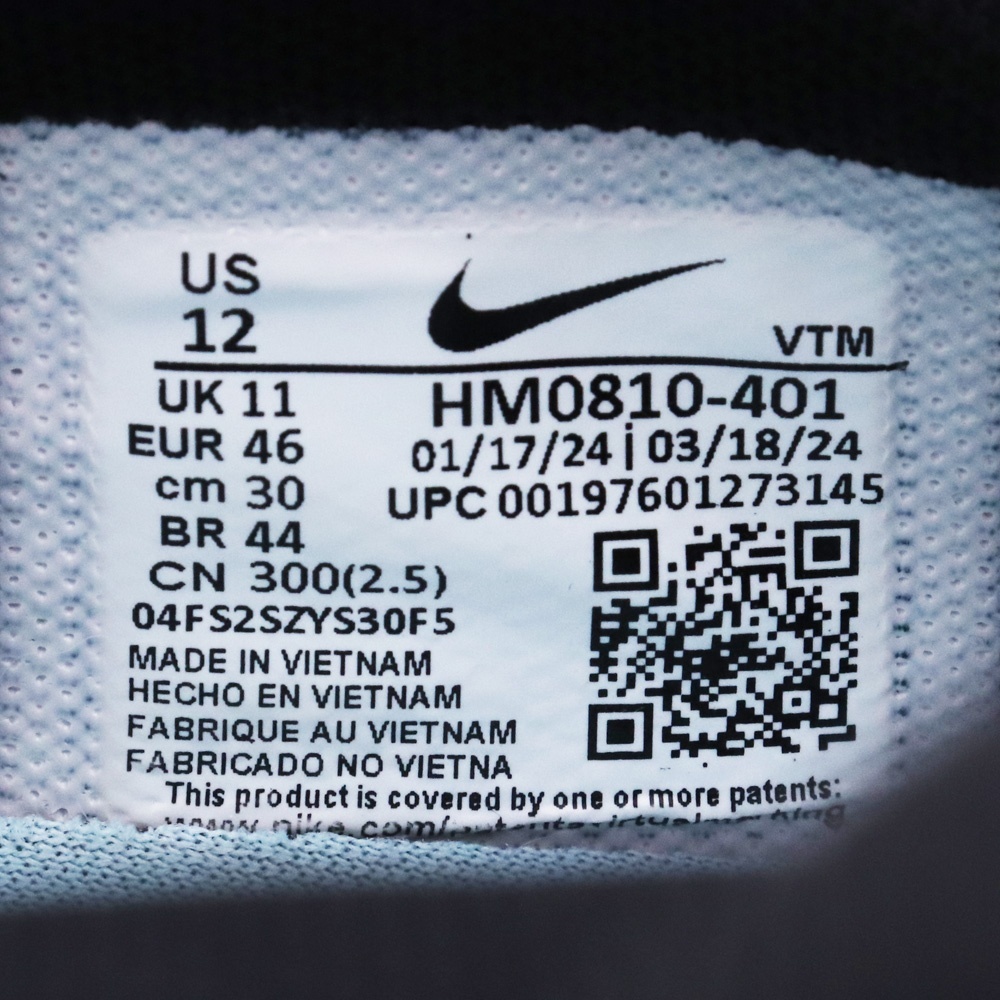 US
12
VTM
UK 11
HM0810-401
EUR 46
01/17/24 | 03/18/24
cm 30
UPC 00197601273145
BR 44
CN 300(2.5)
04FS2SZYS30F5
MADE IN VIETNAM
HECHO EN VIETNAM
FABRIQUE AU VIETNAM
FABRICADO NO VIETNA
This product is covered by one or more patents: